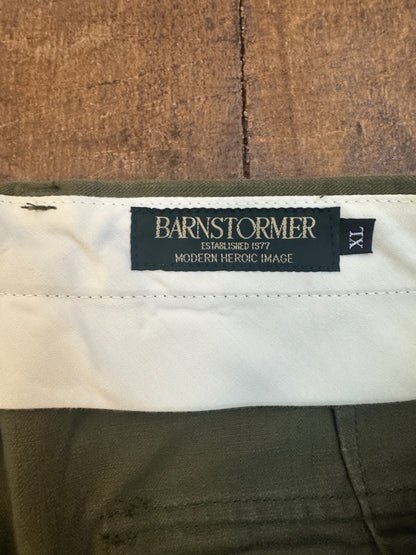 BARNSTORMER
ESTABLISHED 1977
MODERN HEROIC IMAGE
XL